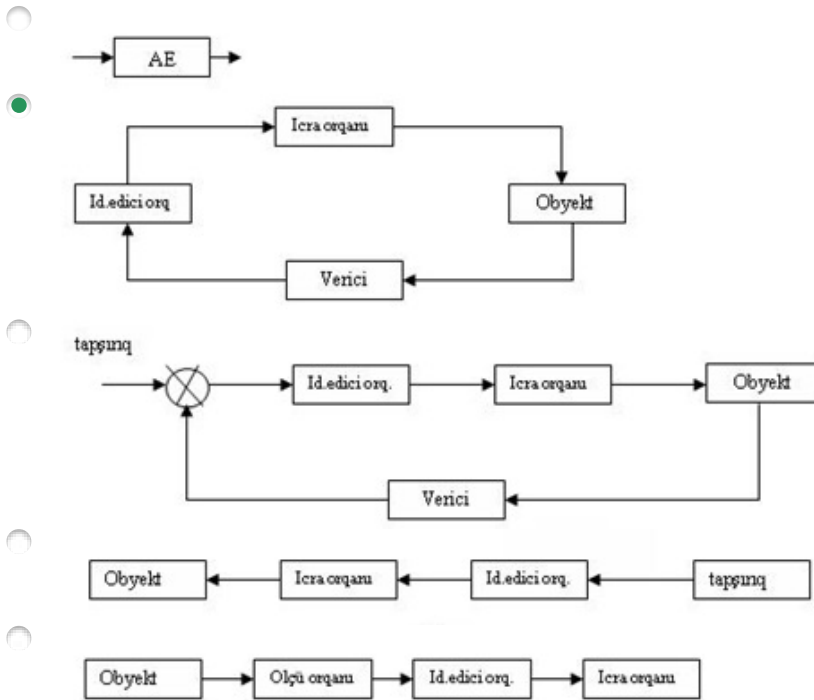 AE
Icra orqanı
Id.edici orq
Obyekt
Verici
tapşırıq
Id.edici orq.
Icra orqanı
Obyekt
Verici
Obyekt
Icra orqanı
Id.edici orq.
tapşırıq
Obyekt
Olçü orqanı
Id.edici orq.
Icra orqanı